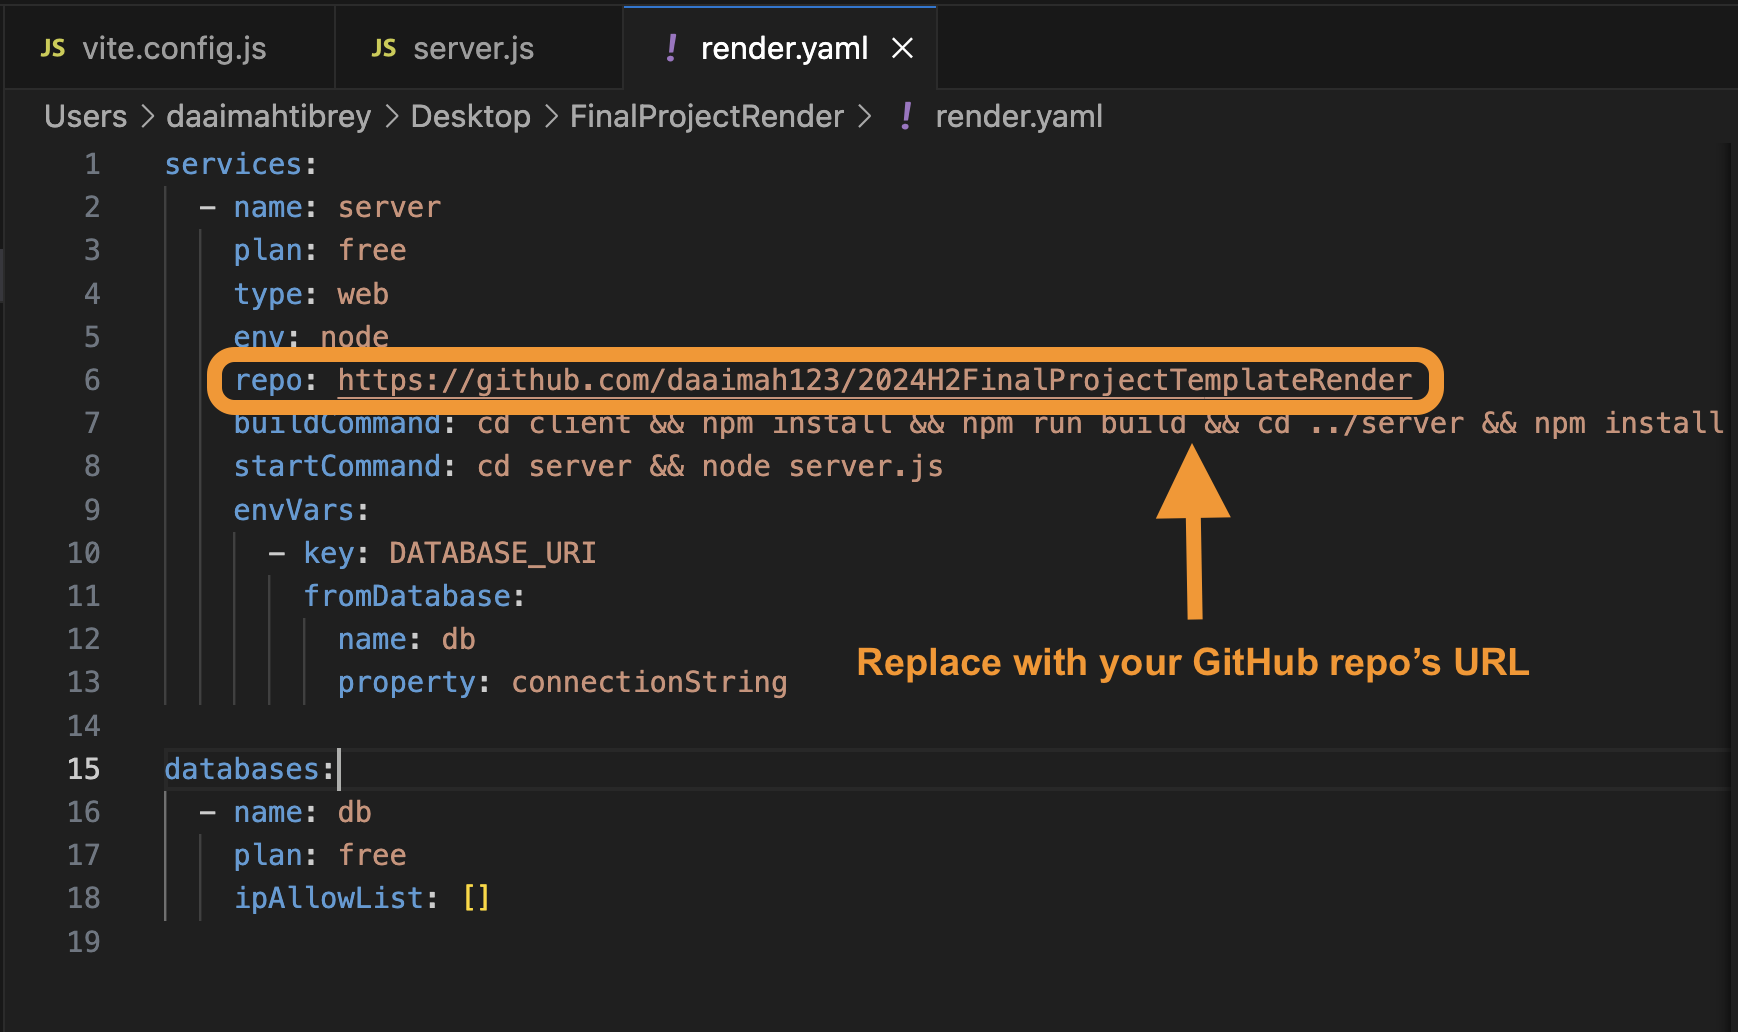 JS vite.config.js JS server.js ! render.yaml ×
Users > daaimahtibrey > Desktop > FinalProjectRender > ! render.yaml
1 services:
2 - name: server
3 plan: free
4 type: web
5 env: node
6 repo: https://github.com/daaimah123/2024H2FinalProjectTemplateRender
7 buildCommand: cd client && npm install && npm run build && cd ../server && npm install
8 startCommand: cd server && node server.js
9 envVars:
10 - key: DATABASE_URI
11 fromDatabase:
12 name: db
13 property: connectionString
Replace with your GitHub repo’s URL
14
15 databases:
16 - name: db
17 plan: free
18 ipAllowList: []
19